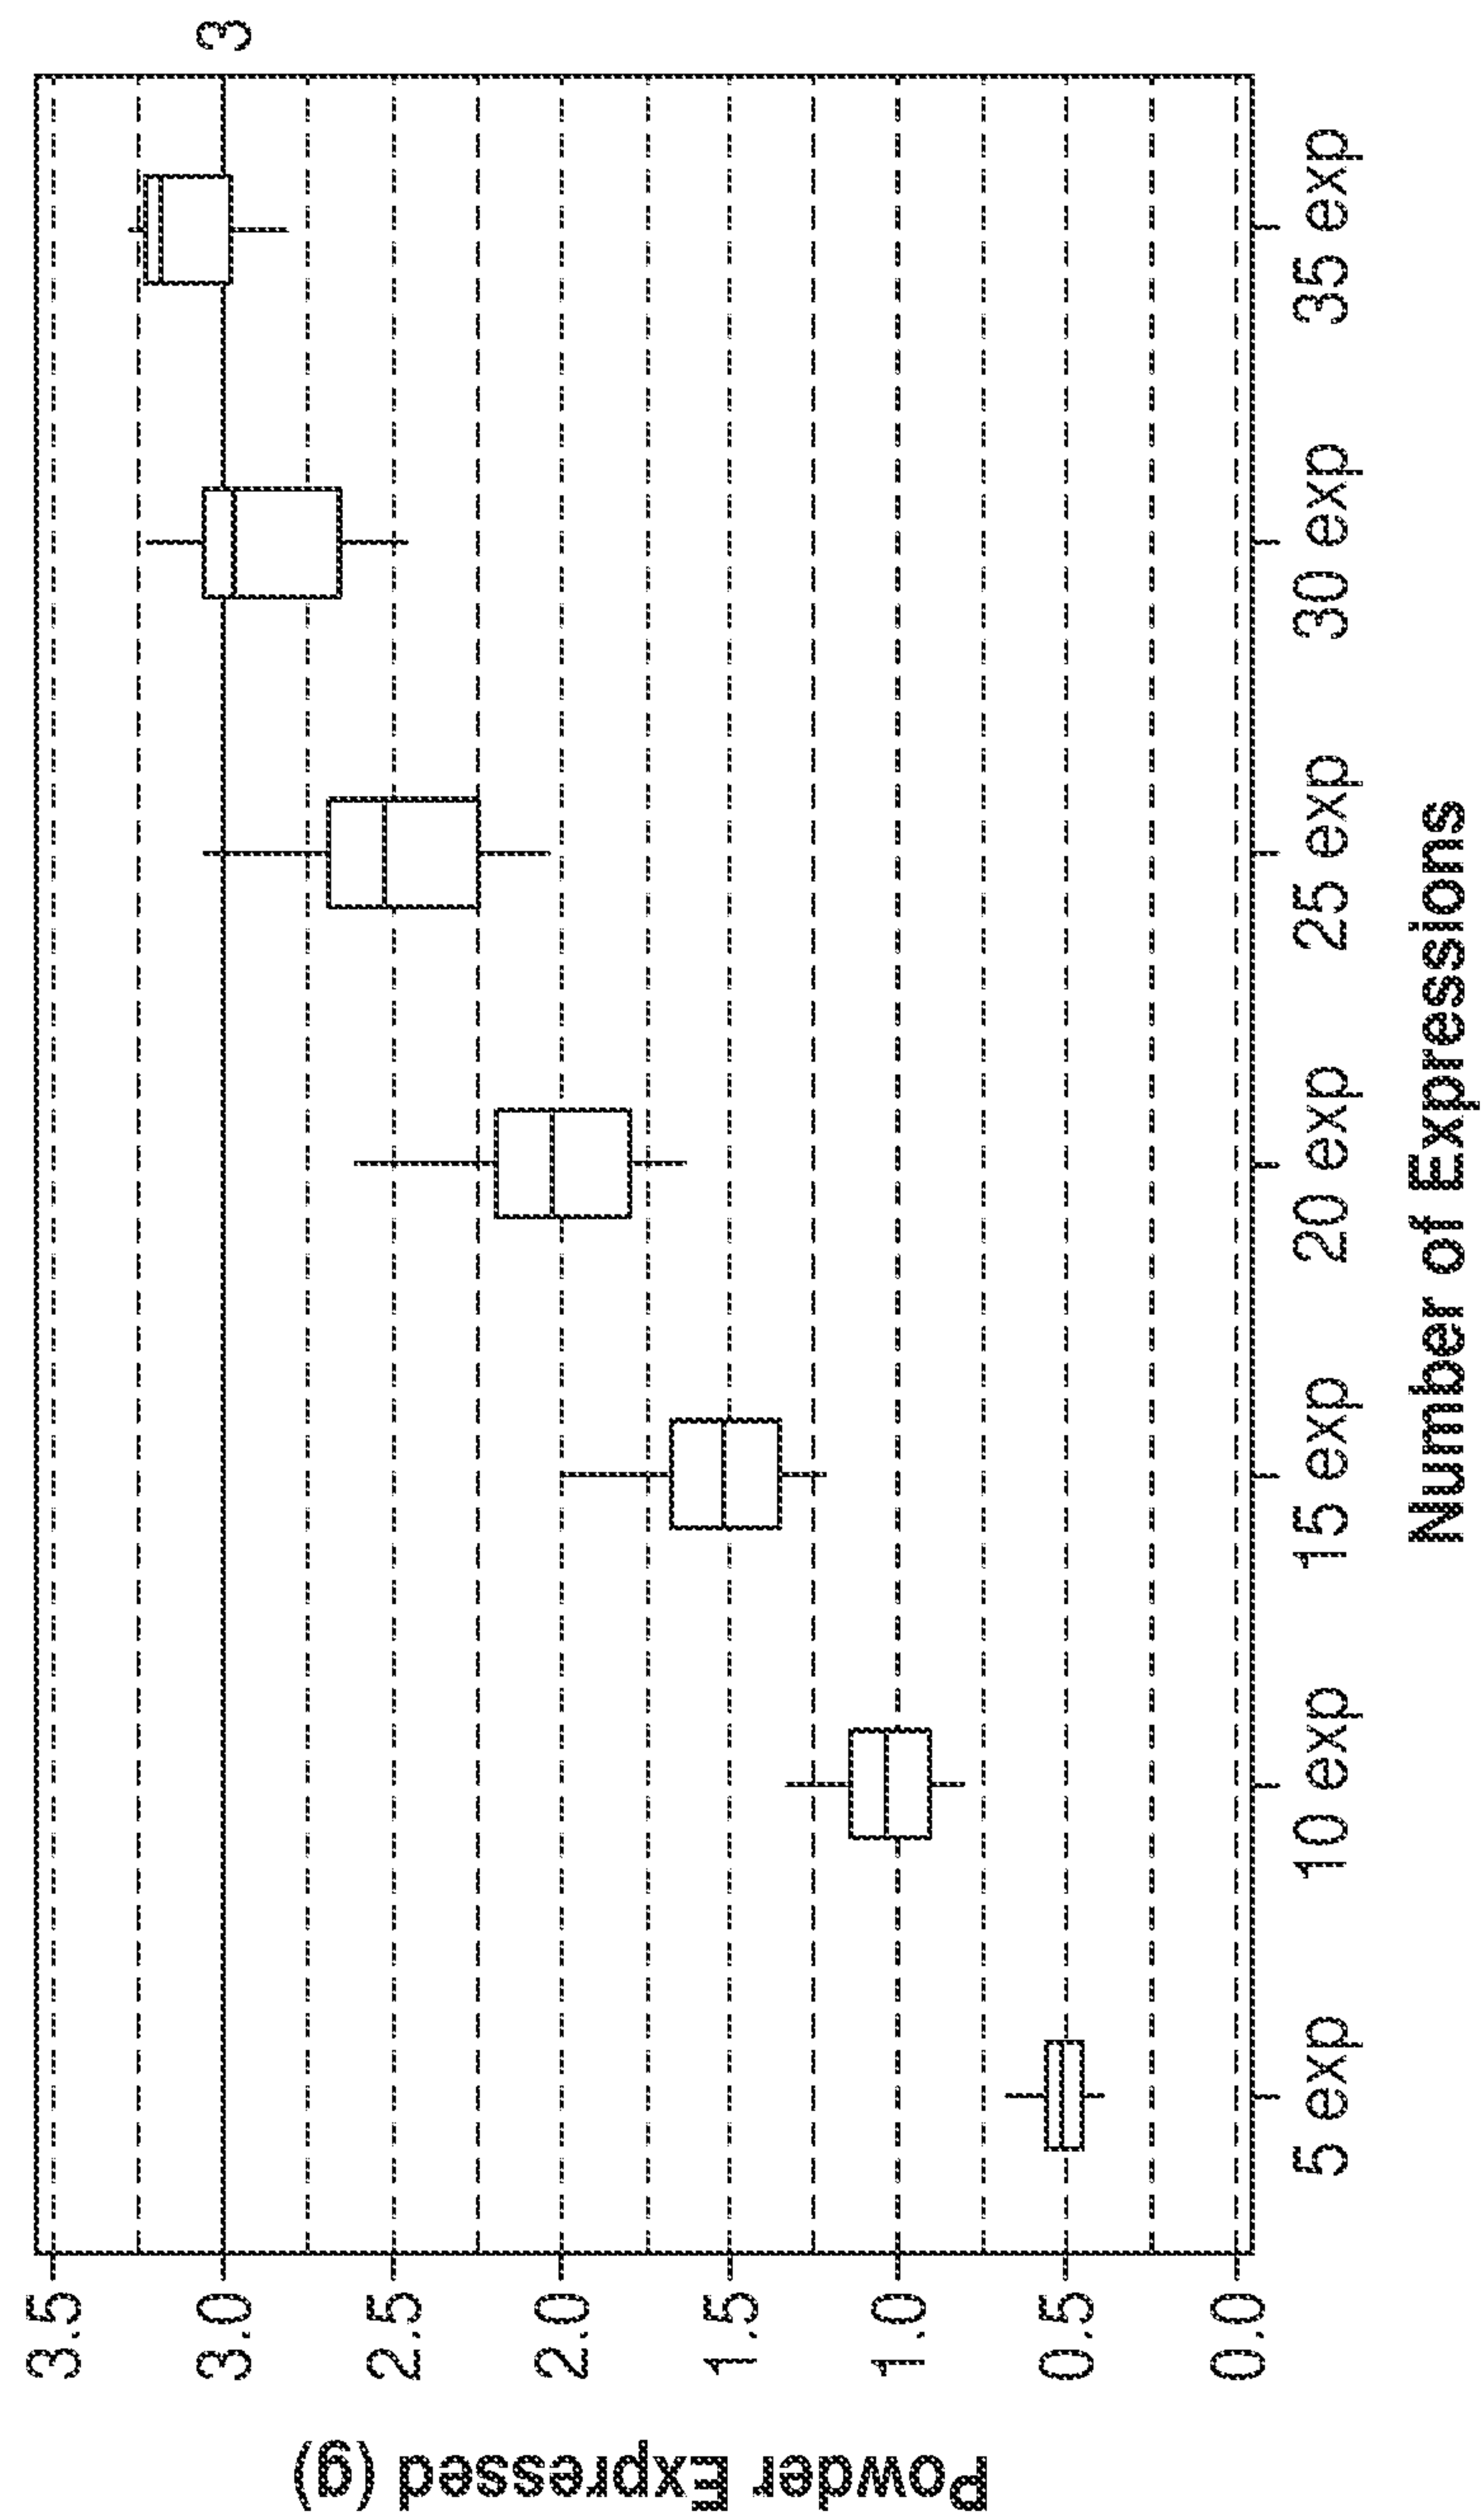 Powder Expressed (g)
3.5
3.0
2.5
2.0
1.5
1.0
0.5
0.0
3
5 exp
10 exp
15 exp
20 exp
25 exp
30 exp
35 exp
Number of Expressions